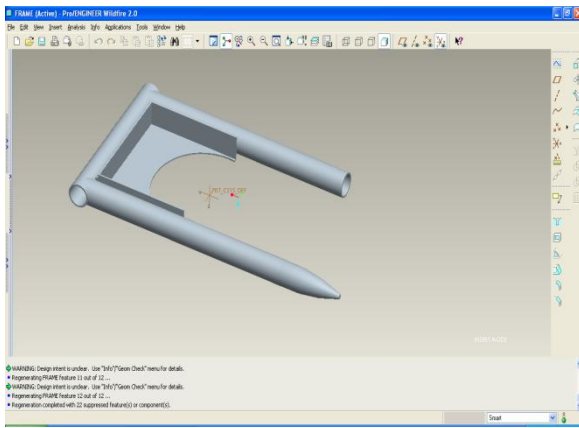 FRAME (Active) - Pro/ENGINEER Wildfire 2.0
File Edit View Insert Analysis Info Applications Tools Window Help
PRT_CSYS_DEF
WARNING: Design intent is unclear. Use "Info"/"Geom Check" menu for details.
Regenerating FRAME feature 11 out of 12 ...
WARNING: Design intent is unclear. Use "Info"/"Geom Check" menu for details.
Regenerating FRAME feature 12 out of 12 ...
Regeneration completed with 22 suppressed feature(s) or component(s).
Smart